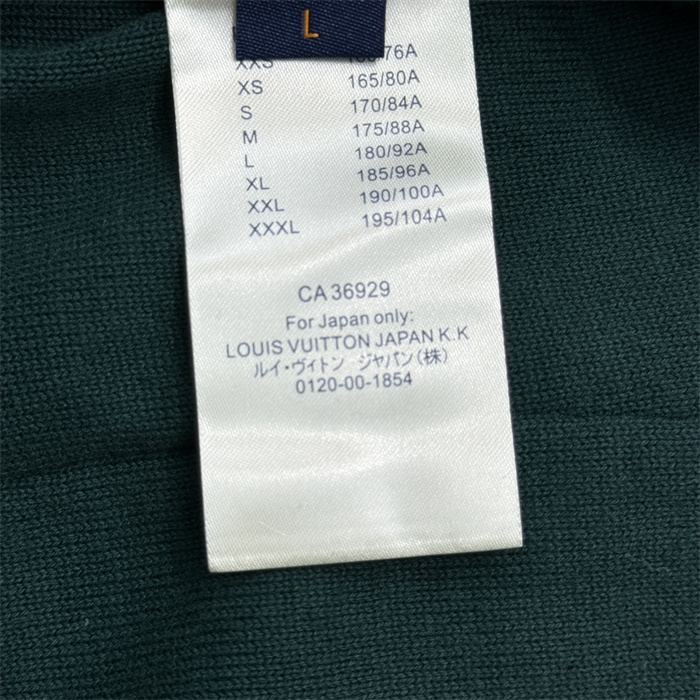 L
XXS 76A
XS 165/80A
S 170/84A
M 175/88A
L 180/92A
XL 185/96A
XXL 190/100A
XXXL 195/104A
CA 36929
For Japan only:
LOUIS VUITTON JAPAN K.K
ルイ・ヴィトン ジャパン(株)
0120-00-1854